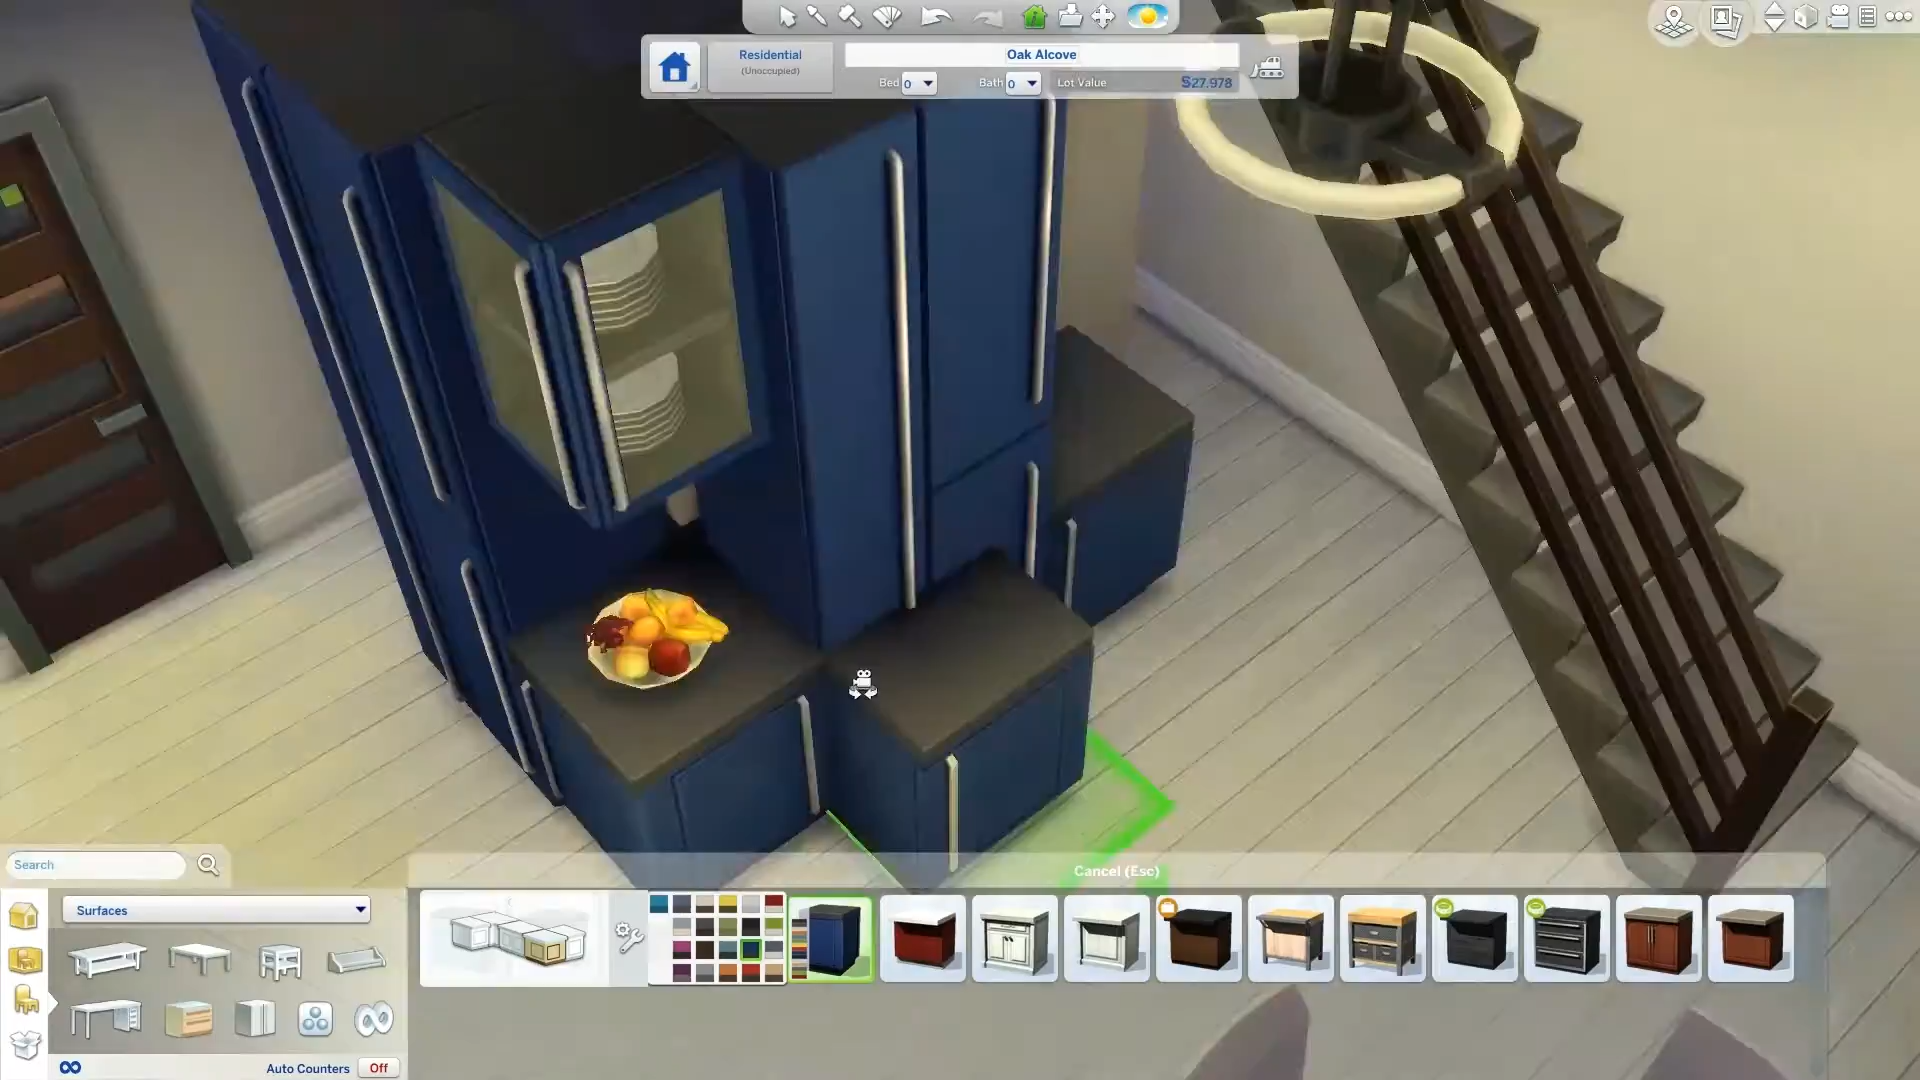 Residential
(Unoccupied)
Oak Alcove
Bed 0
Bath 0
Lot Value
§27.978
Search
Cancel (Esc)
Surfaces
Auto Counters
Off